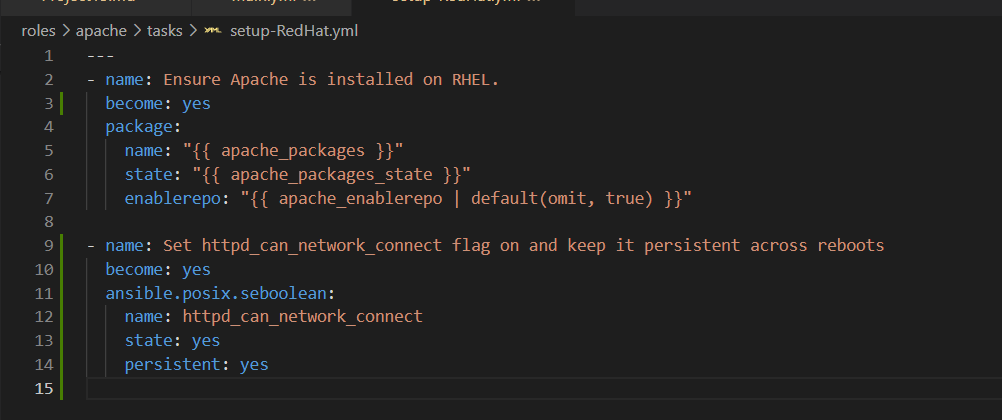 roles > apache > tasks > YML setup-RedHat.yml
1 ---
2 - name: Ensure Apache is installed on RHEL.
3   become: yes
4   package:
5     name: "{{ apache_packages }}"
6     state: "{{ apache_packages_state }}"
7     enablerepo: "{{ apache_enablerepo | default(omit, true) }}"
8
9 - name: Set httpd_can_network_connect flag on and keep it persistent across reboots
10   become: yes
11   ansible.posix.seboolean:
12     name: httpd_can_network_connect
13     state: yes
14     persistent: yes
15